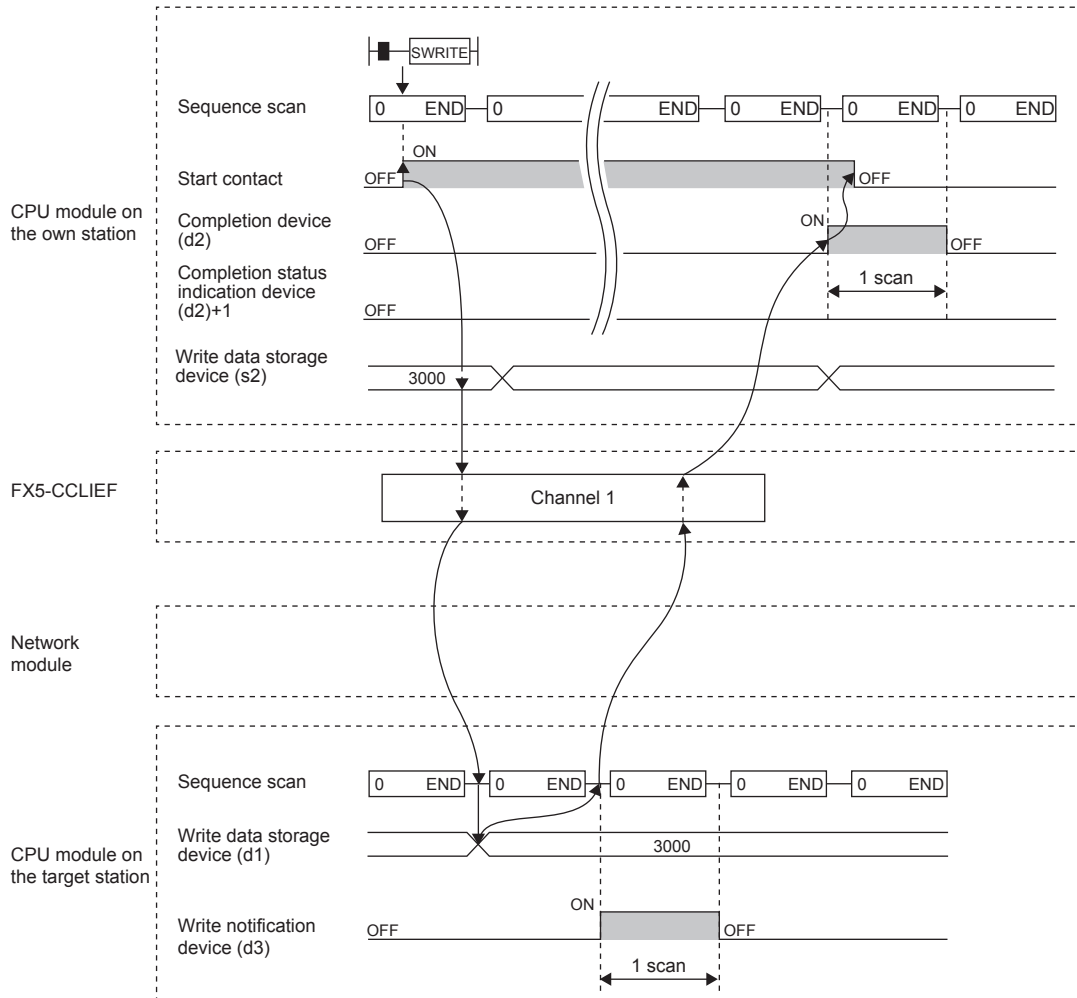 SWRITE
Sequence scan
0 END 0 END 0 END 0 END 0 END
ON
Start contact
OFF OFF
CPU module on
the own station
Completion device
(d2)
ON
OFF OFF
Completion status
indication device
(d2)+1
1 scan
OFF
Write data storage
device (s2)
3000
FX5-CCLIEF
Channel 1
Network
module
Sequence scan
0 END 0 END 0 END 0 END 0 END
Write data storage
device (d1)
3000
CPU module on
the target station
ON
Write notification
device (d3)
OFF OFF
1 scan